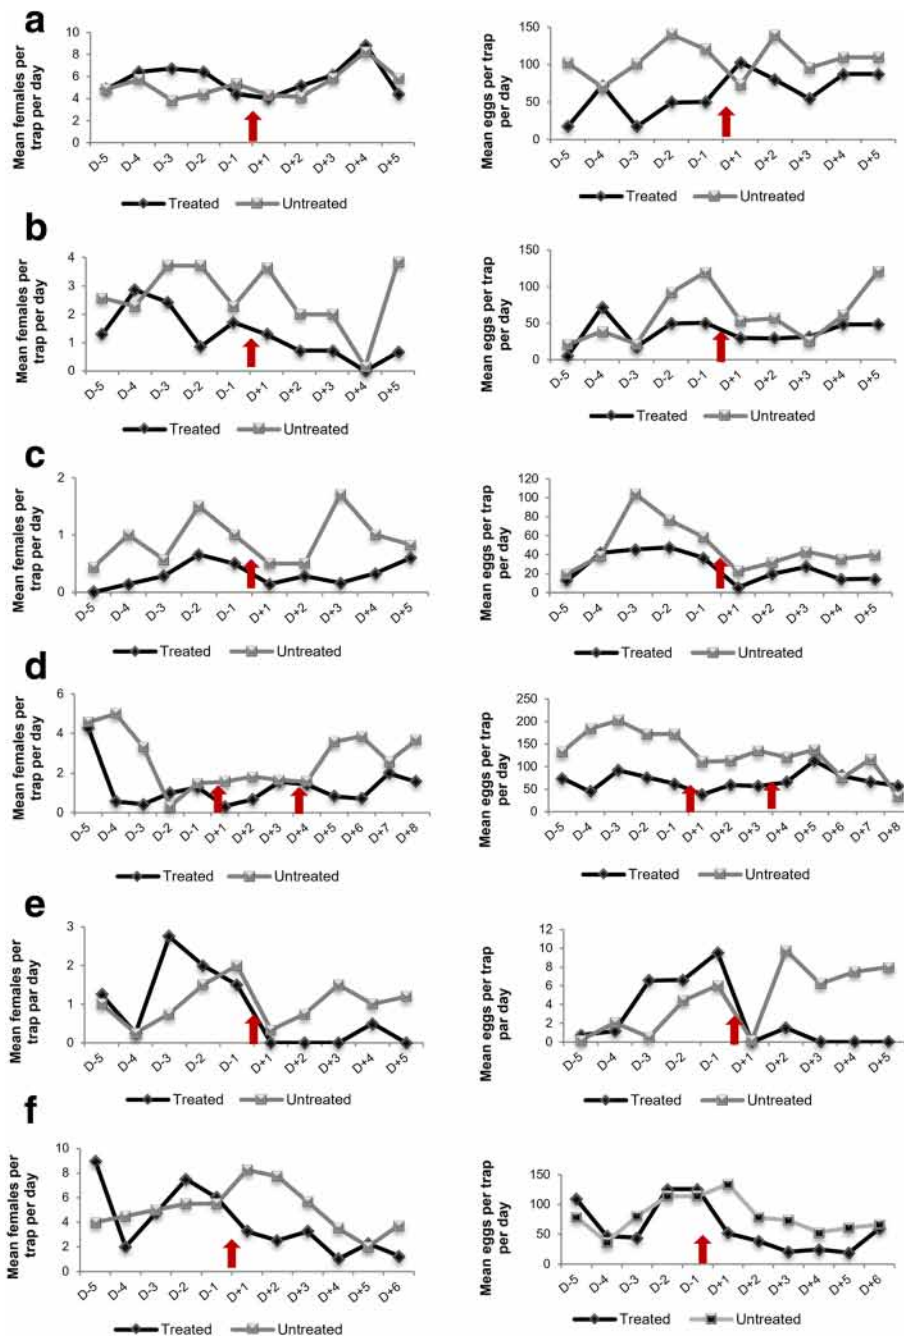 a
Mean females per
trap per day
10
8
6
4
2
0
D-5 D-4 D-3 D-2 D-1 D+1 D+2 D+3 D+4 D+5
Treated Untreated
Mean eggs per trap
per day
150
100
50
0
D-5 D-4 D-3 D-2 D-1 D+1 D+2 D+3 D+4 D+5
Treated Untreated
b
Mean females per
trap per day
4
3
2
1
0
D-5 D-4 D-3 D-2 D-1 D+1 D+2 D+3 D+4 D+5
Treated Untreated
Mean eggs per trap
per day
150
100
50
0
D-5 D-4 D-3 D-2 D-1 D+1 D+2 D+3 D+4 D+5
Treated Untreated
c
Mean females per
trap per day
2
1
0
D-5 D-4 D-3 D-2 D-1 D+1 D+2 D+3 D+4 D+5
Treated Untreated
Mean eggs per trap
per day
120
100
80
60
40
20
0
D-5 D-4 D-3 D-2 D-1 D+1 D+2 D+3 D+4 D+5
Treated Untreated
d
Mean females per
trap per day
6
4
2
0
D-5 D-4 D-3 D-2 D-1 D+1 D+2 D+3 D+4 D+5 D+6 D+7 D+8
Treated Untreated
Mean eggs per trap
per day
250
200
150
100
50
0
D-5 D-4 D-3 D-2 D-1 D+1 D+2 D+3 D+4 D+5 D+6 D+7 D+8
Treated Untreated
e
Mean females per
trap par day
3
2
1
0
D-5 D-4 D-3 D-2 D-1 D+1 D+2 D+3 D+4 D+5
Treated Untreated
Mean eggs per trap
par day
12
10
8
6
4
2
0
D-5 D-4 D-3 D-2 D-1 D+1 D+2 D+3 D+4 D+5
Treated Untreated
f
Mean females per
trap per day
10
8
6
4
2
0
D-5 D-4 D-3 D-2 D-1 D+1 D+2 D+3 D+4 D+5 D+6
Treated Untreated
Mean eggs per trap
per day
150
100
50
0
D-5 D-4 D-3 D-2 D-1 D+1 D+2 D+3 D+4 D+5 D+6
Treated Untreated